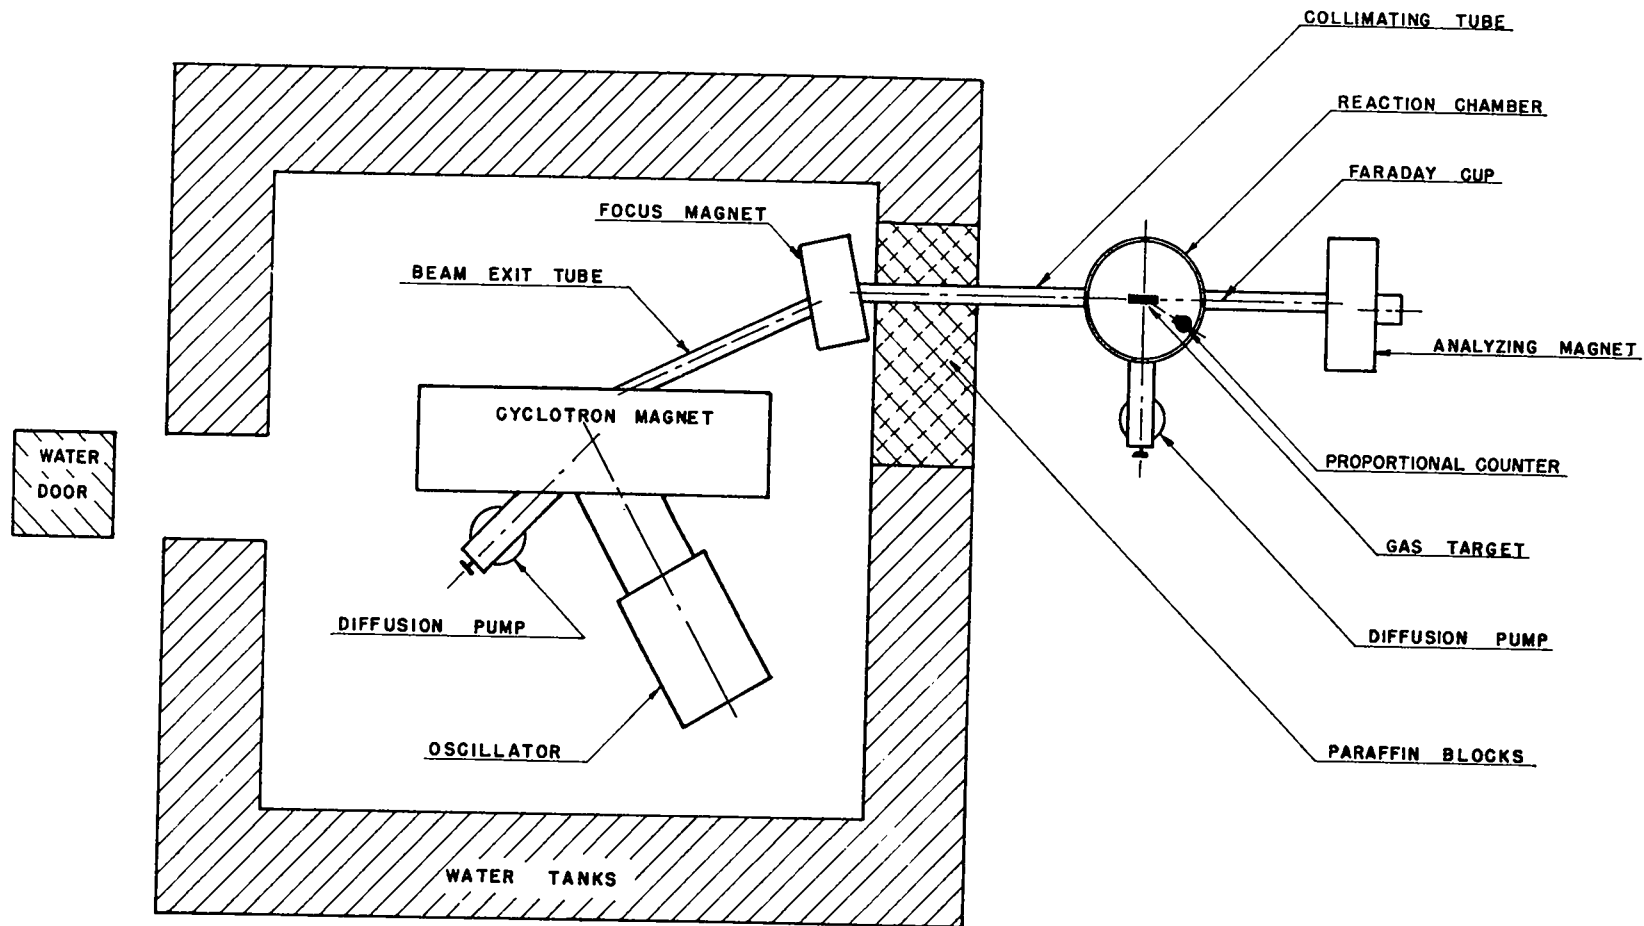 COLLIMATING TUBE
REACTION CHAMBER
FARADAY CUP
FOCUS MAGNET
BEAM EXIT TUBE
ANALYZING MAGNET
CYCLOTRON MAGNET
WATER
DOOR
PROPORTIONAL COUNTER
GAS TARGET
DIFFUSION PUMP
DIFFUSION PUMP
OSCILLATOR
PARAFFIN BLOCKS
WATER TANKS